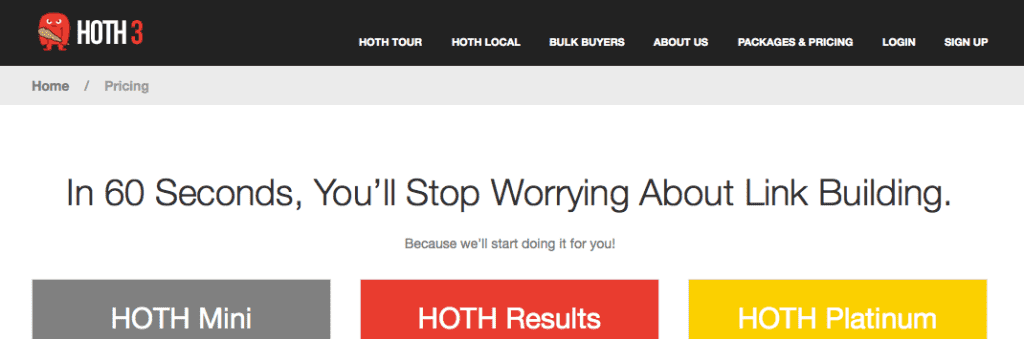 HOTH 3
HOTH TOUR HOTH LOCAL BULK BUYERS ABOUT US PACKAGES & PRICING LOGIN SIGN UP
Home / Pricing
In 60 Seconds, You’ll Stop Worrying About Link Building.
Because we’ll start doing it for you!
HOTH Mini HOTH Results HOTH Platinum